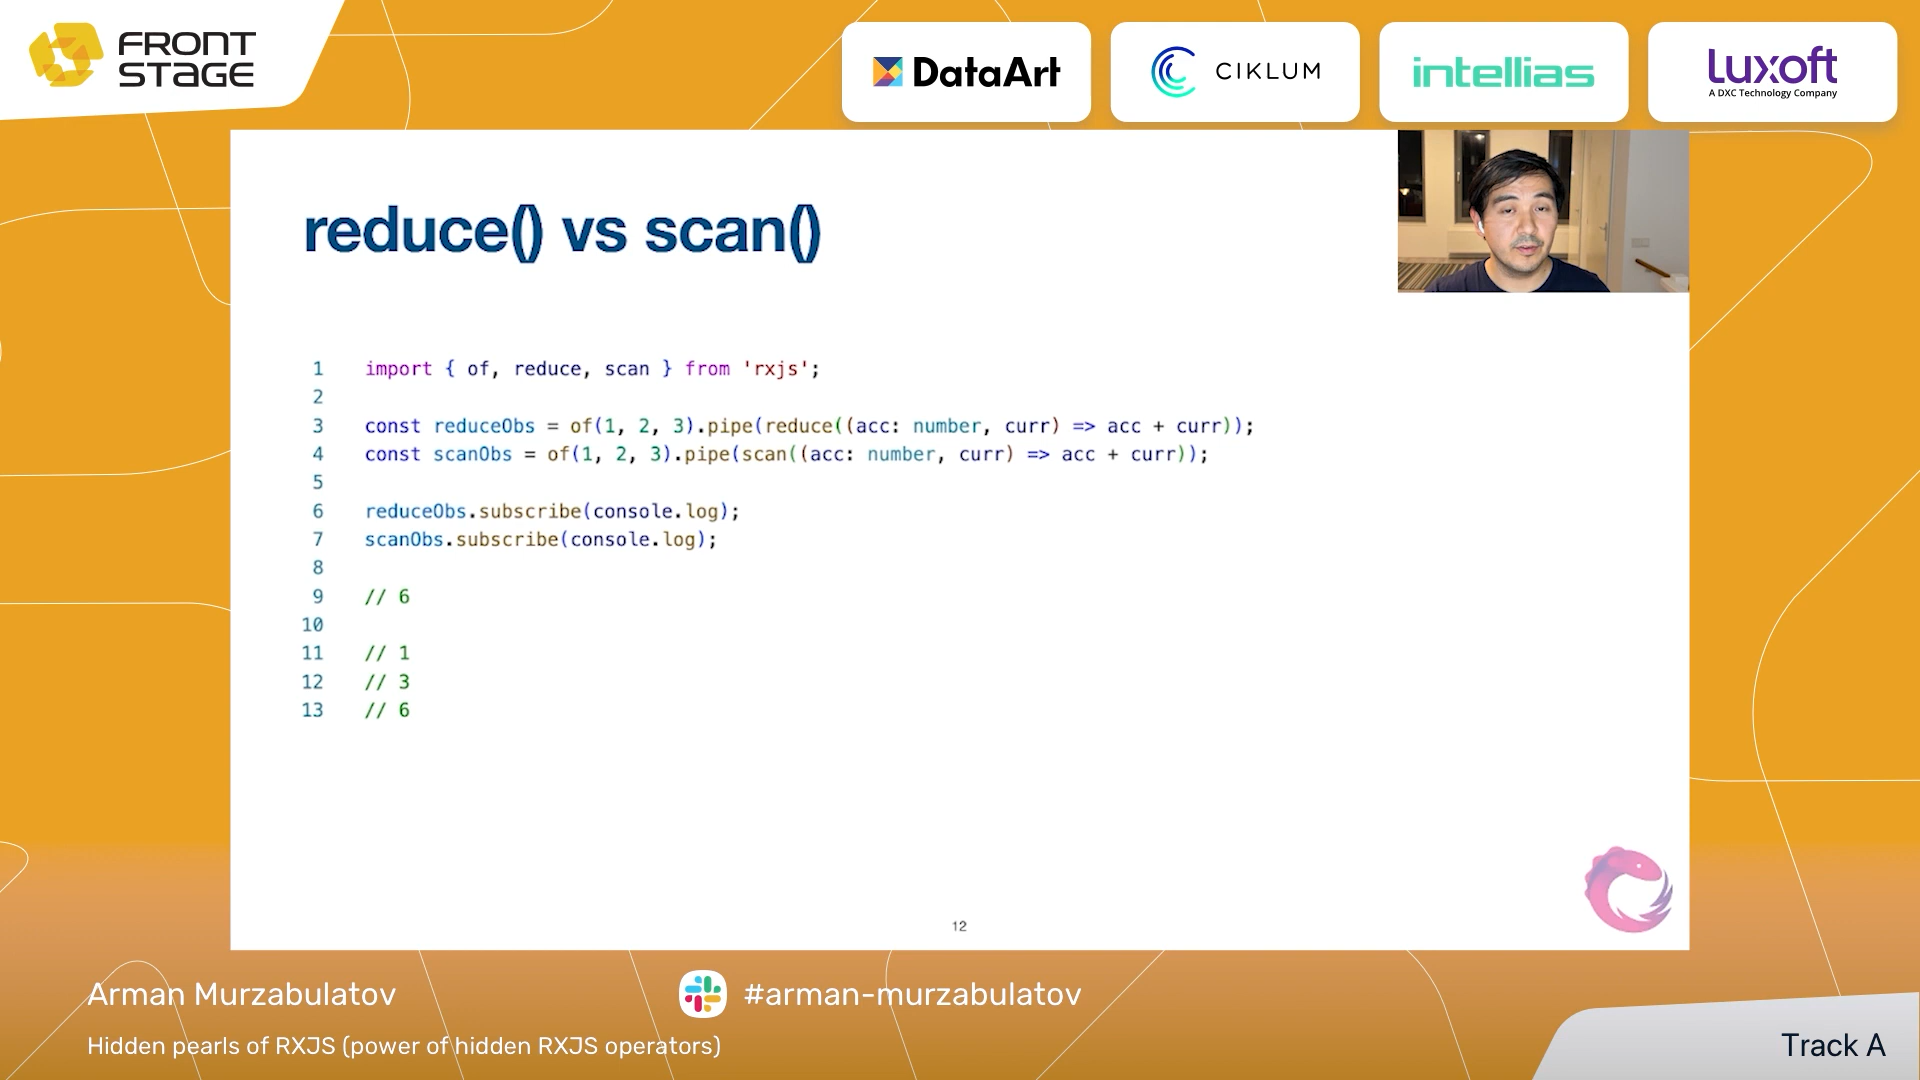 FRONT
STAGE
DataArt
CIKLUM
intellias
Luxoft
A DXC Technology Company
reduce() vs scan()
1 import { of, reduce, scan } from 'rxjs';
2
3 const reduceObs = of(1, 2, 3).pipe(reduce((acc: number, curr) => acc + curr));
4 const scanObs = of(1, 2, 3).pipe(scan((acc: number, curr) => acc + curr));
5
6 reduceObs.subscribe(console.log);
7 scanObs.subscribe(console.log);
8
9 // 6
10
11 // 1
12 // 3
13 // 6
12
Arman Murzabulatov
#arman-murzabulatov
Hidden pearls of RXJS (power of hidden RXJS operators)
Track A